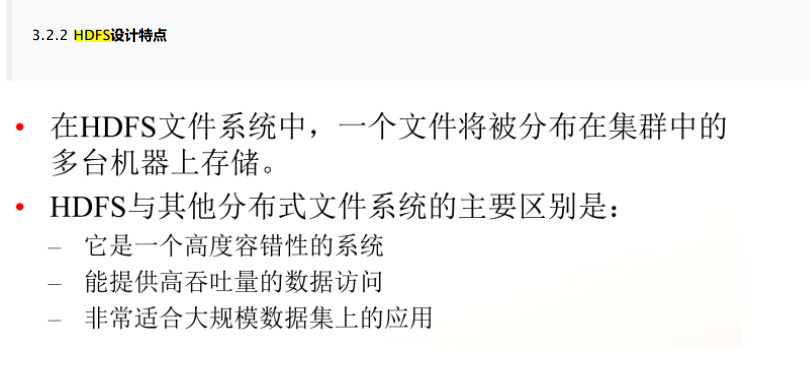 3.2.2 HDFS设计特点
• 在HDFS文件系统中，一个文件将被分布在集群中的
多台机器上存储。
• HDFS与其他分布式文件系统的主要区别是：
– 它是一个高度容错性的系统
– 能提供高吞吐量的数据访问
– 非常适合大规模数据集上的应用